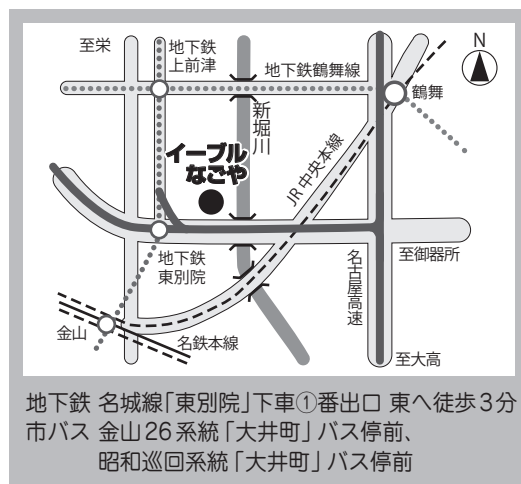 至栄
地下鉄
上前津
地下鉄鶴舞線
N
鶴舞
新堀川
イーブル
なごや
JR中央本線
地下鉄
東別院
名古屋高速
至御器所
金山
名鉄本線
至大高
地下鉄 名城線「東別院」下車①番出口 東へ徒歩3分
市バス 金山26系統「大井町」バス停前、
昭和巡回系統「大井町」バス停前